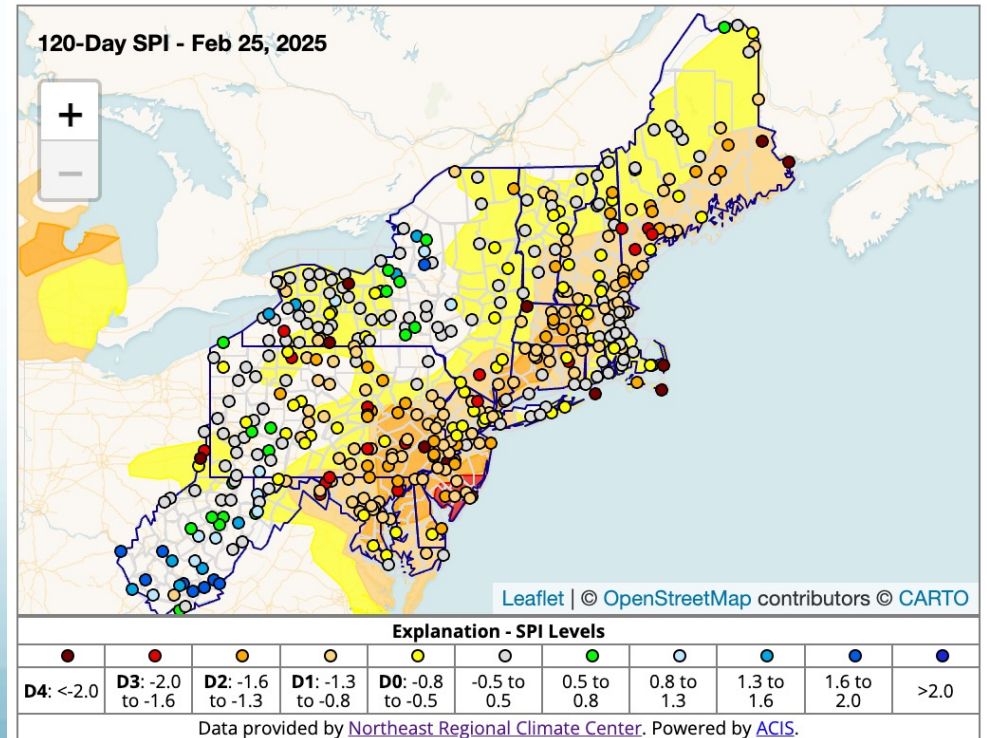 120-Day SPI - Feb 25, 2025
+
−
Leaflet | © OpenStreetMap contributors © CARTO
Explanation - SPI Levels
D4: <-2.0
D3: -2.0 to -1.6
D2: -1.6 to -1.3
D1: -1.3 to -0.8
D0: -0.8 to -0.5
-0.5 to 0.5
0.5 to 0.8
0.8 to 1.3
1.3 to 1.6
1.6 to 2.0
>2.0
Data provided by Northeast Regional Climate Center. Powered by ACIS.